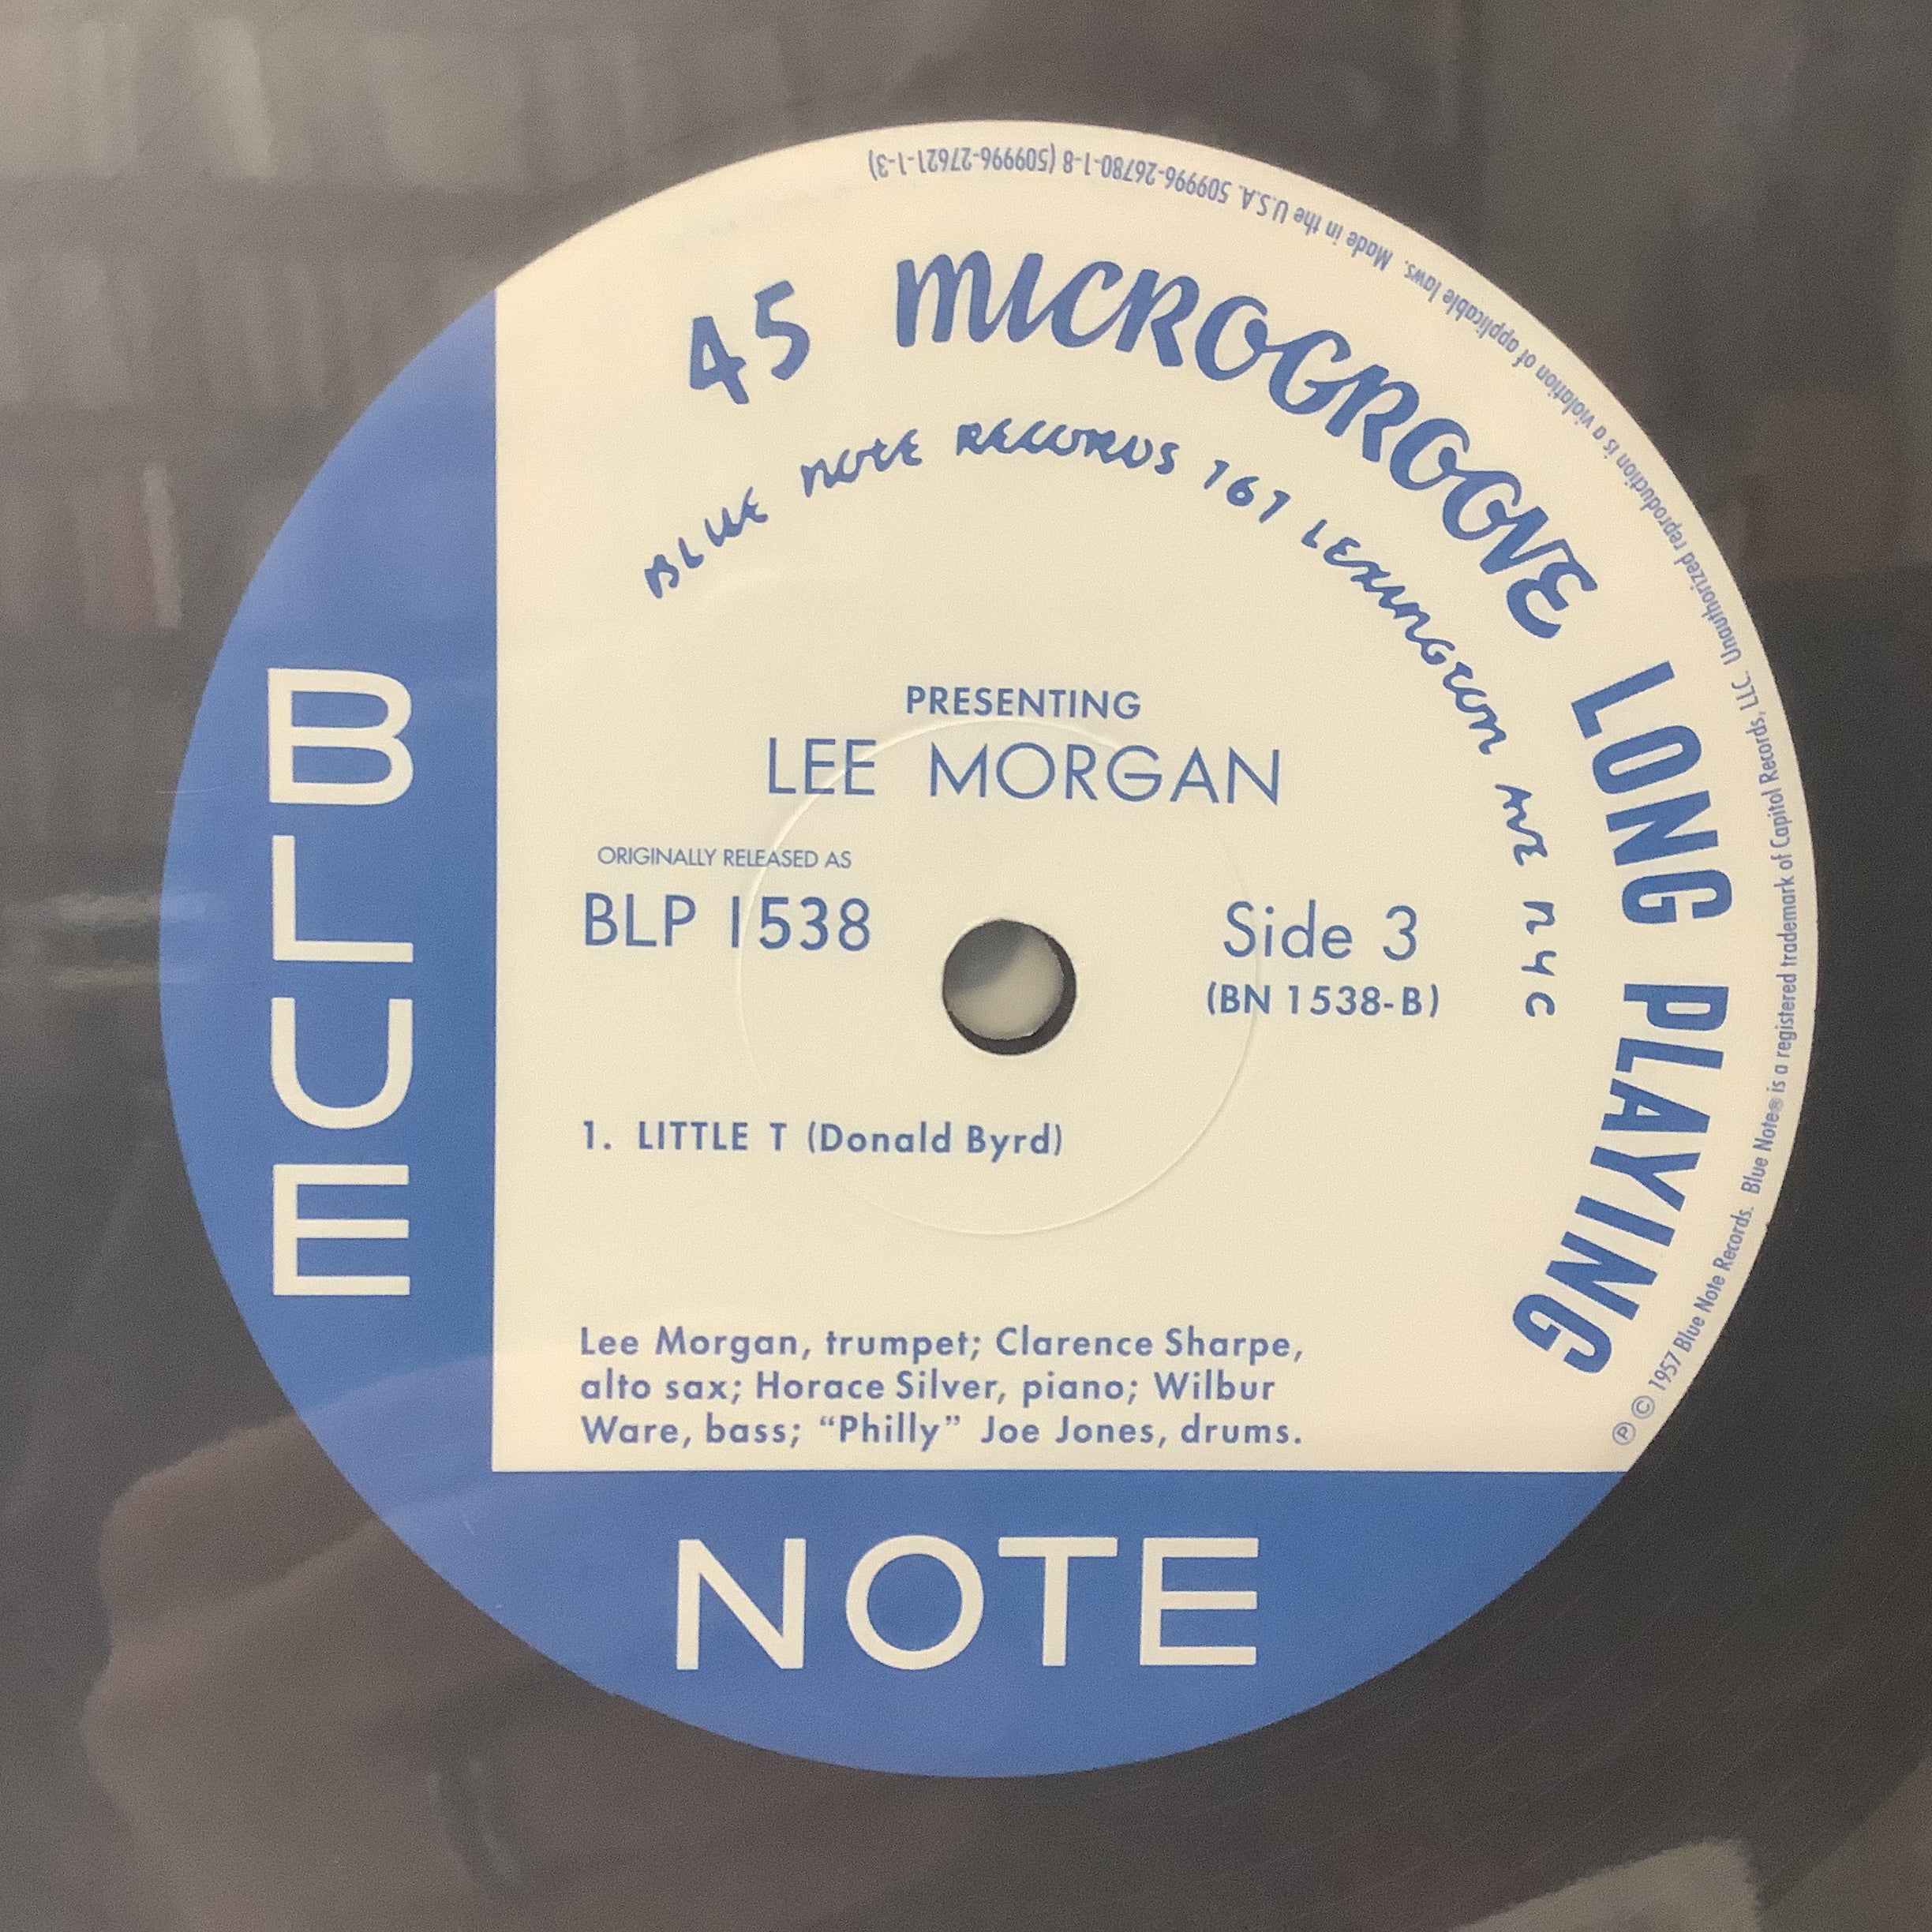 45 MICROGROOVE LONG PLAYING
BLUE NOTE RECORDS 161 LEXINGTON AVE NYC
PRESENTING
LEE MORGAN
ORIGINALLY RELEASED AS
BLP 1538
Side 3
(BN 1538-B)
1. LITTLE T (Donald Byrd)
Lee Morgan, trumpet; Clarence Sharpe,
alto sax; Horace Silver, piano; Wilbur
Ware, bass; “Philly” Joe Jones, drums.
BLUE
NOTE
℗ © 1957 Blue Note Records. Blue Note® is a registered trademark of Capitol Records, LLC. Unauthorized reproduction is a violation of applicable laws. Made in the U.S.A. 509996-26780-1-8 (509996-27621-1-3)